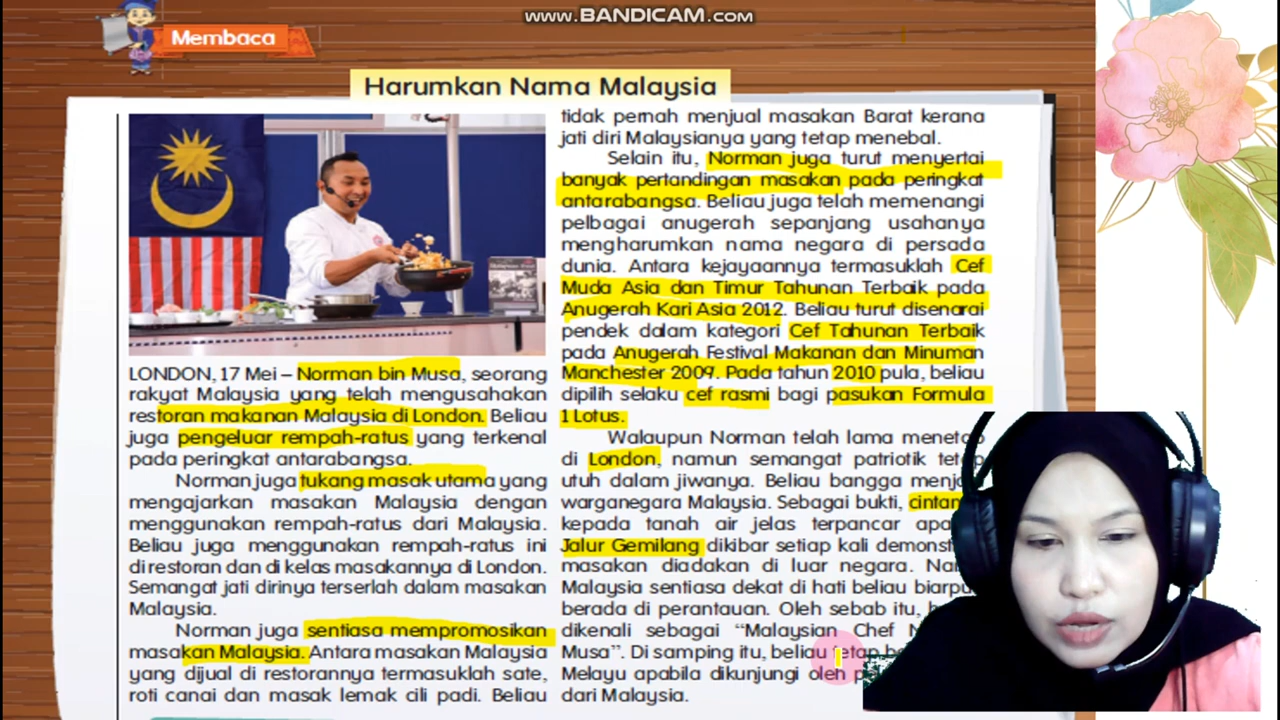 www.BANDICAM.com
Membaca
Harumkan Nama Malaysia
LONDON, 17 Mei – Norman bin Musa, seorang
rakyat Malaysia yang telah mengusahakan
restoran makanan Malaysia di London. Beliau
juga pengeluar rempah-ratus yang terkenal
pada peringkat antarabangsa.
Norman juga tukang masak utama yang
mengajarkan masakan Malaysia dengan
menggunakan rempah-ratus dari Malaysia.
Beliau juga menggunakan rempah-ratus ini
di restoran dan di kelas masakannya di London.
Semangat jati dirinya terserlah dalam masakan
Malaysia.
Norman juga sentiasa mempromosikan
masakan Malaysia. Antara masakan Malaysia
yang dijual di restorannya termasuklah sate,
roti canai dan masak lemak cili padi. Beliau
tidak pernah menjual masakan Barat kerana
jati diri Malaysianya yang tetap menebal.
Selain itu, Norman juga turut menyertai
banyak pertandingan masakan pada peringkat
antarabangsa. Beliau juga telah memenangi
pelbagai anugerah sepanjang usahanya
mengharumkan nama negara di persada
dunia. Antara kejayaannya termasuklah Cef
Muda Asia dan Timur Tahunan Terbaik pada
Anugerah Kari Asia 2012. Beliau turut disenarai
pendek dalam kategori Cef Tahunan Terbaik
pada Anugerah Festival Makanan dan Minuman
Manchester 2009. Pada tahun 2010 pula, beliau
dipilih selaku cef rasmi bagi pasukan Formula
1 Lotus.
Walaupun Norman telah lama menetap
di London, namun semangat patriotik tetap
utuh dalam jiwanya. Beliau bangga
warganegara Malaysia. Sebagai bukti,
kepada tanah air jelas terpancar
Jalur Gemilang dikibar setiap kali
masakan diadakan di luar negara.
Malaysia sentiasa dekat di hati beliau
berada di perantauan. Oleh sebab itu,
dikenali sebagai “Malaysian Chef
Musa”. Di samping itu, beliau tetap
Melayu apabila dikunjungi oleh
dari Malaysia.